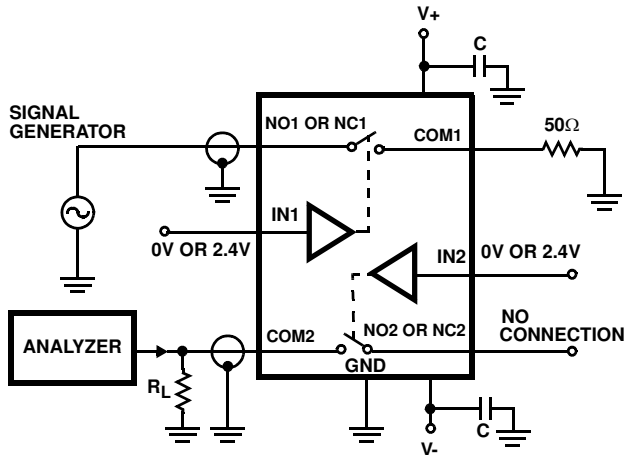 V+
C
SIGNAL
GENERATOR
NO1 OR NC1
COM1
50Ω
IN1
0V OR 2.4V
IN2
0V OR 2.4V
ANALYZER
COM2
NO2 OR NC2
NO
CONNECTION
GND
RL
C
V-